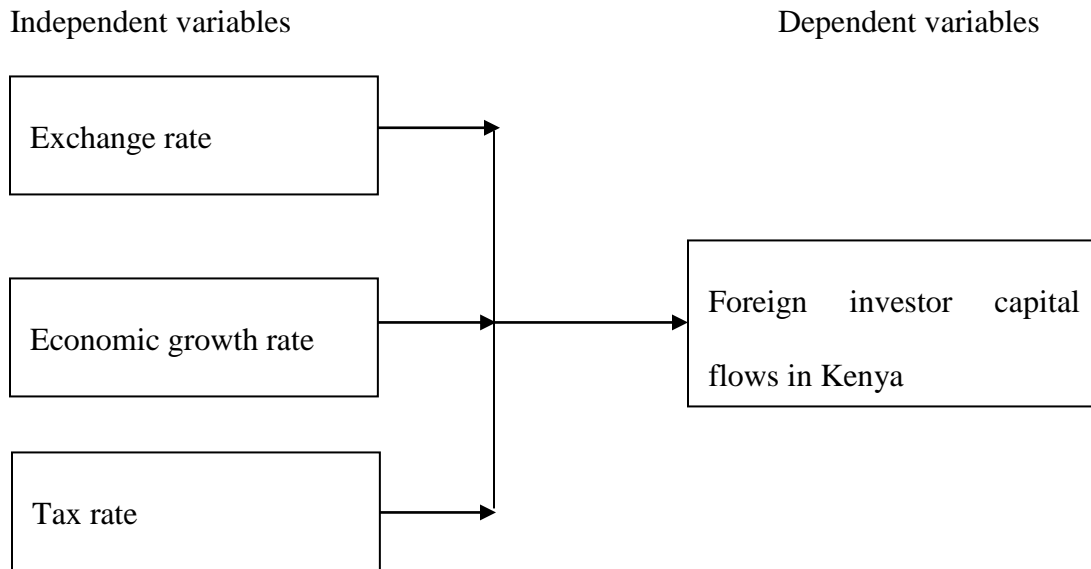 Independent variables
Dependent variables
Exchange rate
Economic growth rate
Foreign investor capital
flows in Kenya
Tax rate